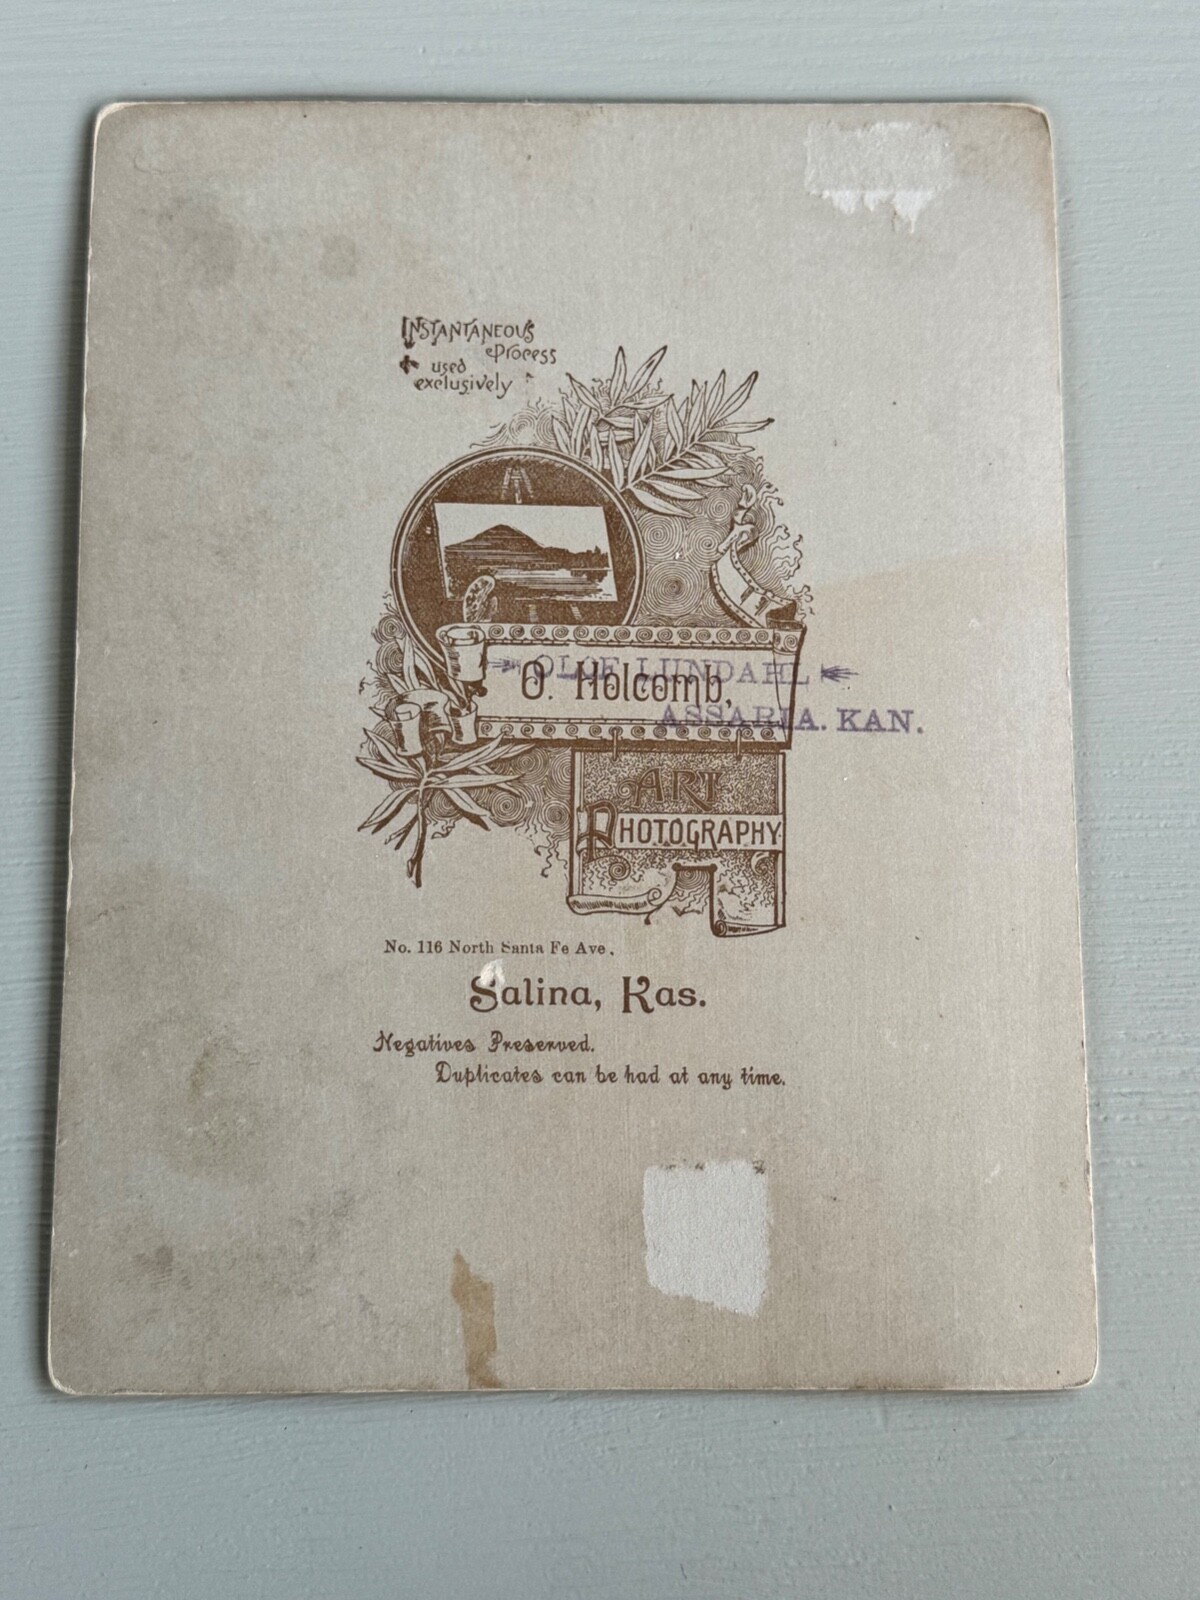 INSTANTANEOUS
Process
used
exclusively
OLOF LUNDAHL
O. Holcomb,
ASSARIA. KAN.
ART
PHOTOGRAPHY
No. 116 North Santa Fe Ave.,
Salina, Kas.
Negatives Preserved.
Duplicates can be had at any time.